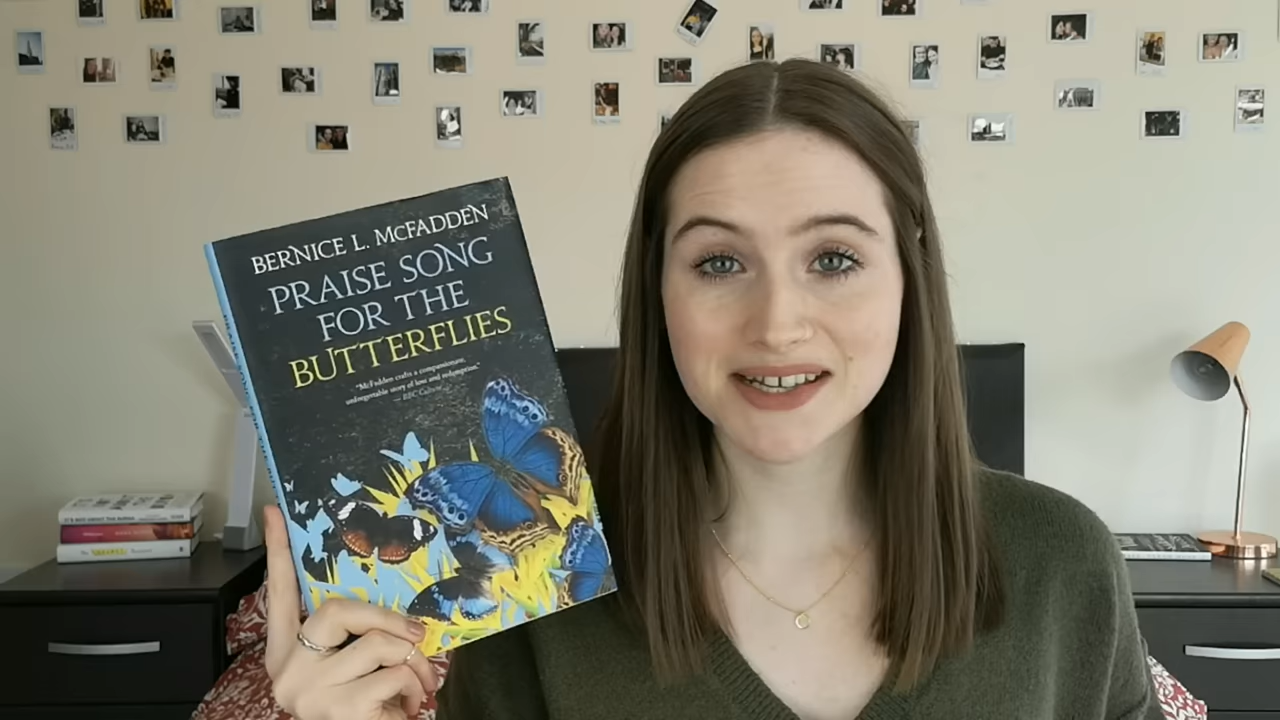 BERNICE L. McFADDEN
PRAISE SONG
FOR THE
BUTTERFLIES
"McFadden crafts a compassionate,
unforgettable story of loss and redemption."
— BBC Culture